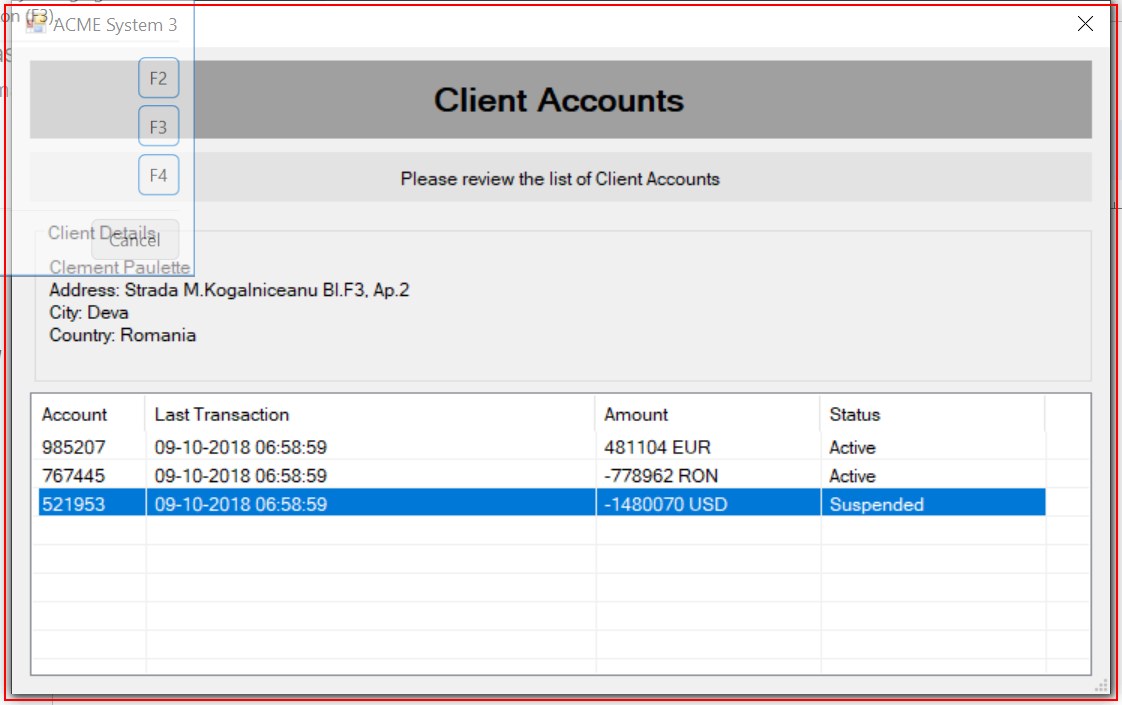 on (F3).
ACME System 3
F2
Client Accounts
F3
F4
Please review the list of Client Accounts
Client Details
Cancel
Clement Paulette
Address: Strada M.Kogalniceanu Bl.F3, Ap.2
City: Deva
Country: Romania
Account Last Transaction Amount Status
985207 09-10-2018 06:58:59 481104 EUR Active
767445 09-10-2018 06:58:59 -778962 RON Active
521953 09-10-2018 06:58:59 -1480070 USD Suspended